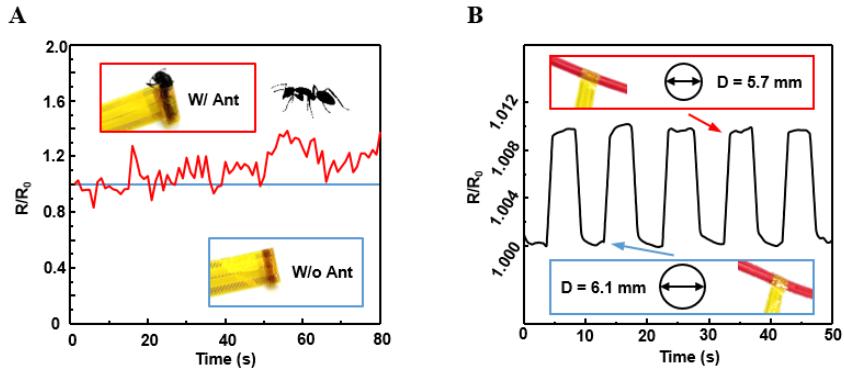 A
B
2.0
1.6
1.2
0.8
0.4
0
R/R0
W/ Ant
W/o Ant
0
20
40
60
80
Time (s)
1.012
1.008
1.004
1.000
R/R0
D = 5.7 mm
D = 6.1 mm
0
10
20
30
40
50
Time (s)